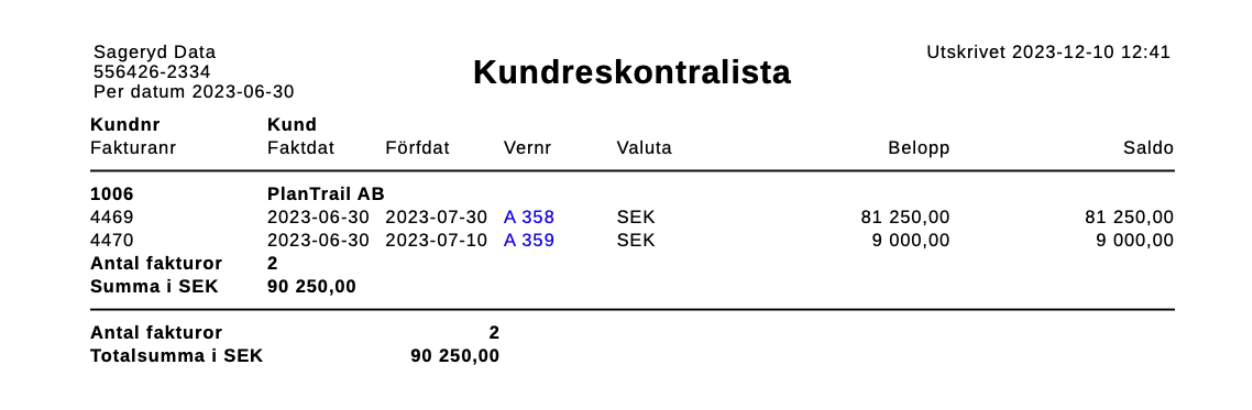 Sageryd Data
556426-2334
Per datum 2023-06-30
Kundreskontralista
Utskrivet 2023-12-10 12:41
Kundnr Kund
Fakturanr Faktdat Förfdat Vernr Valuta Belopp Saldo
1006 PlanTrail AB
4469 2023-06-30 2023-07-30 A 358 SEK 81 250,00 81 250,00
4470 2023-06-30 2023-07-10 A 359 SEK 9 000,00 9 000,00
Antal fakturor 2
Summa i SEK 90 250,00
Antal fakturor 2
Totalsumma i SEK 90 250,00